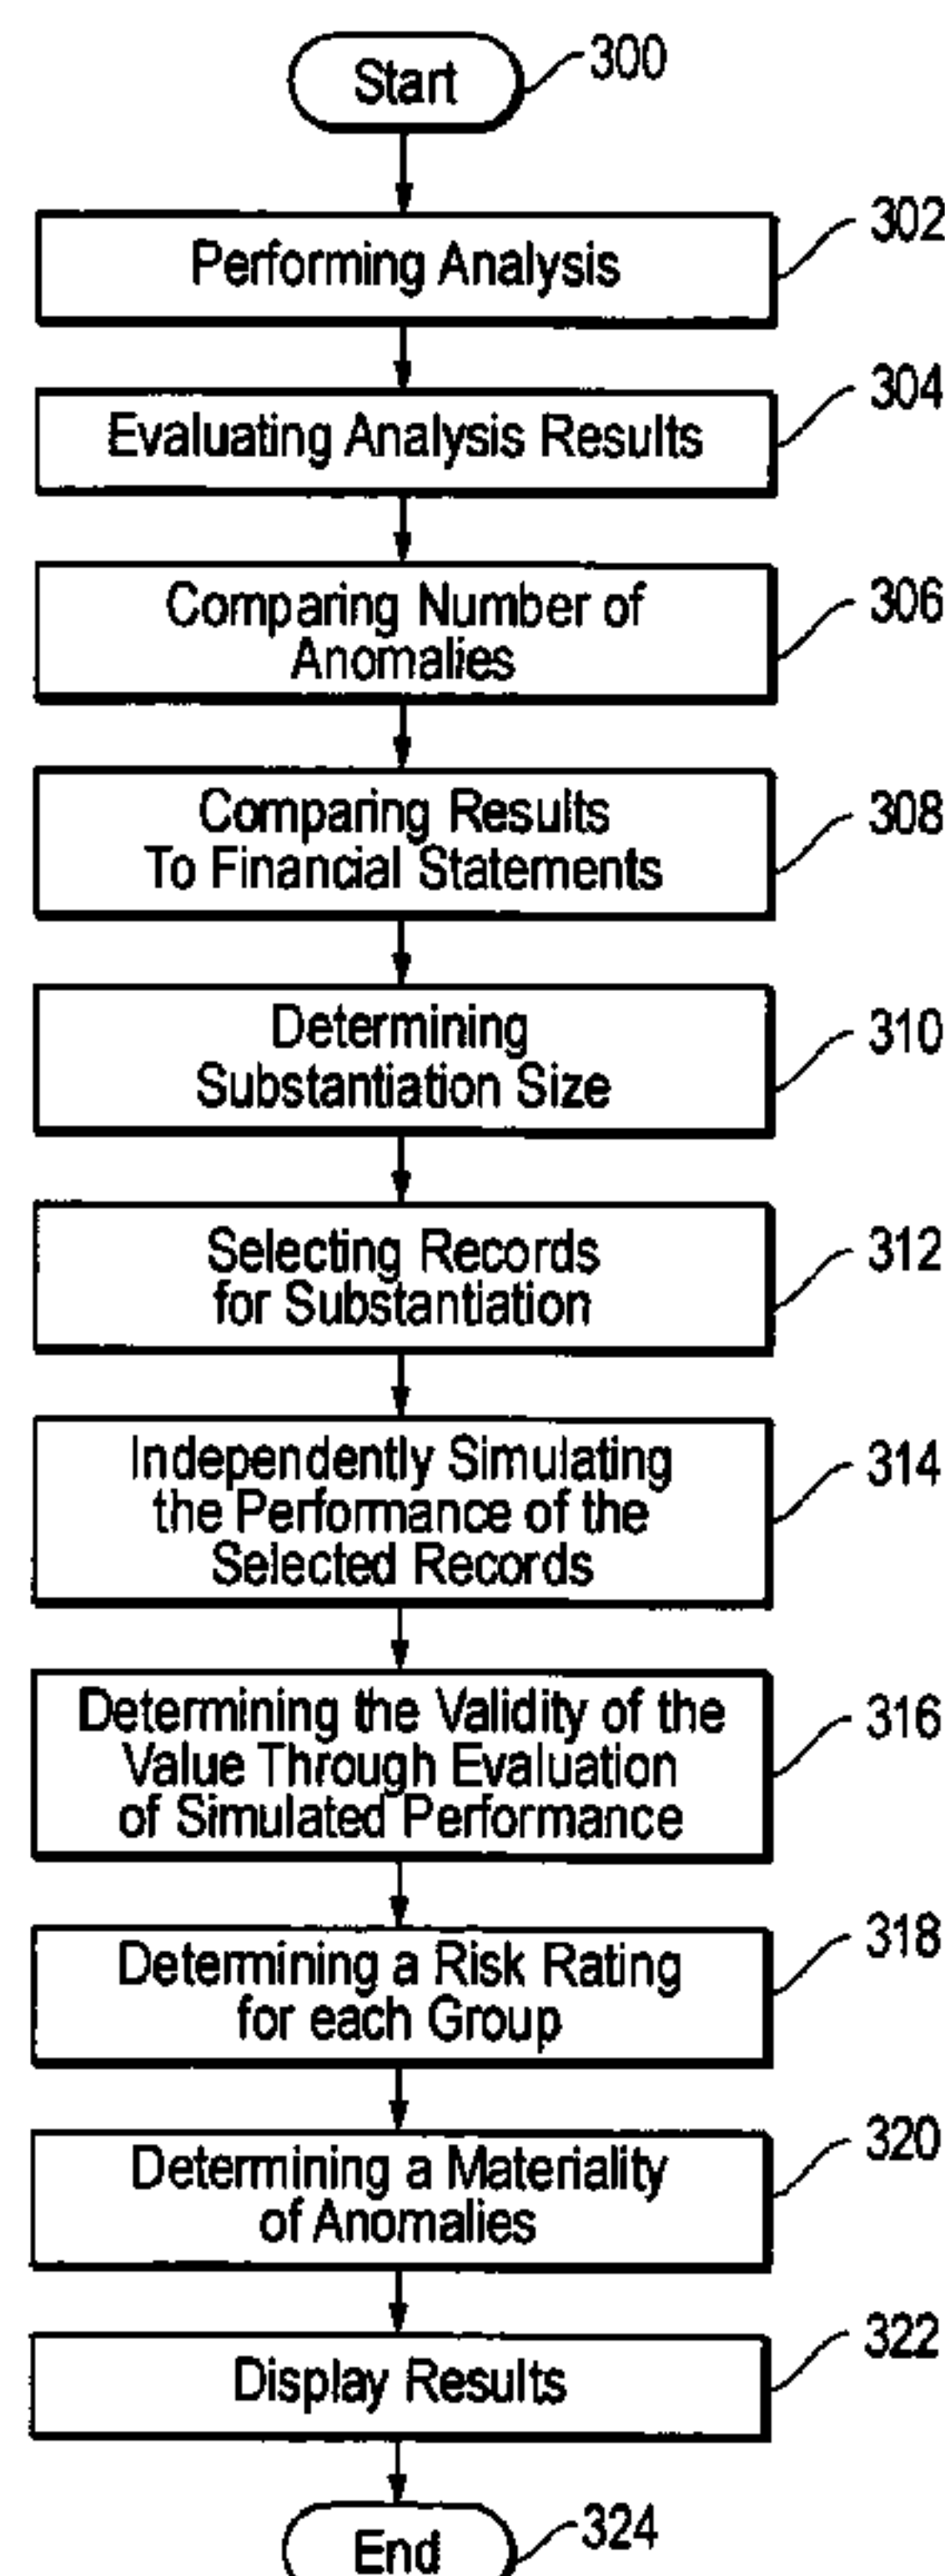 Start
300
Performing Analysis
302
Evaluating Analysis Results
304
Comparing Number of
Anomalies
306
Comparing Results
To Financial Statements
308
Determining
Substantiation Size
310
Selecting Records
for Substantiation
312
Independently Simulating
the Performance of the
Selected Records
314
Determining the Validity of the
Value Through Evaluation
of Simulated Performance
316
Determining a Risk Rating
for each Group
318
Determining a Materiality
of Anomalies
320
Display Results
322
End
324